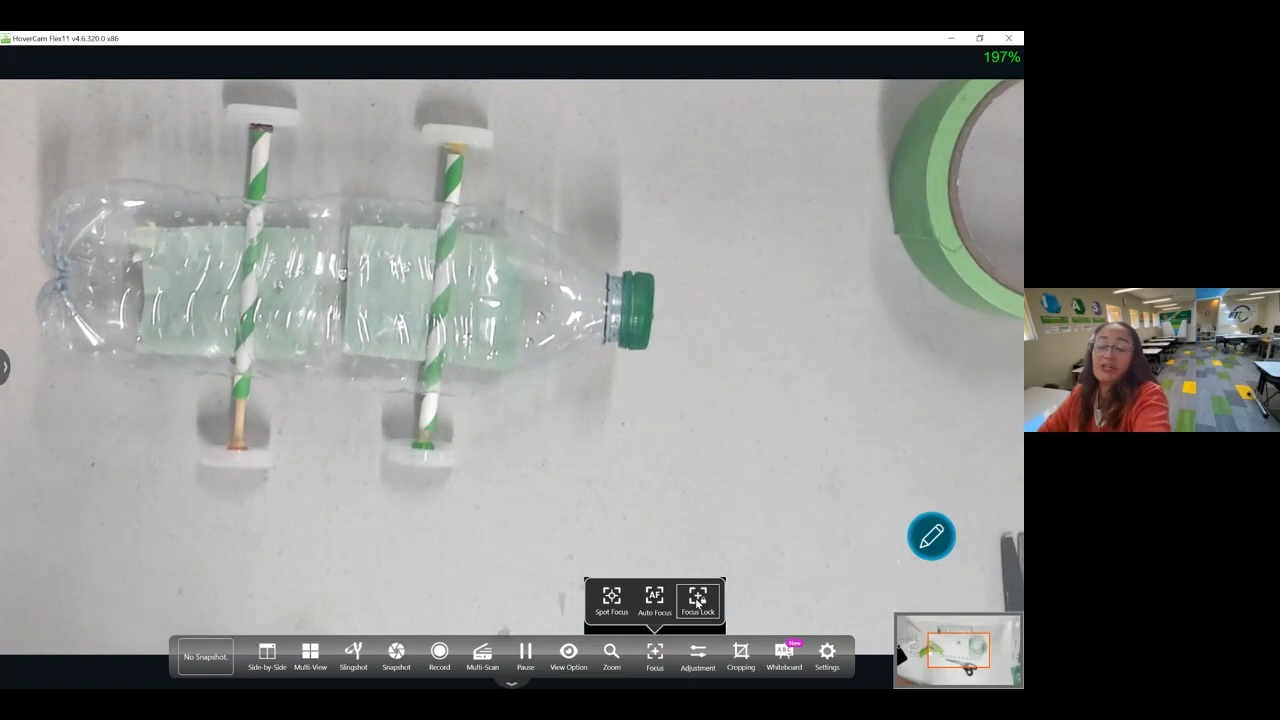 HoverCam Flex11 v4.6.320.0 x86
197%
Spot Focus
Auto Focus
Focus Lock
AF
No Snapshot.
Side-by-Side
Multi-View
Slingshot
Snapshot
Record
Multi-Scan
Pause
View Option
Zoom
Focus
Adjustment
Cropping
Whiteboard
New
Settings